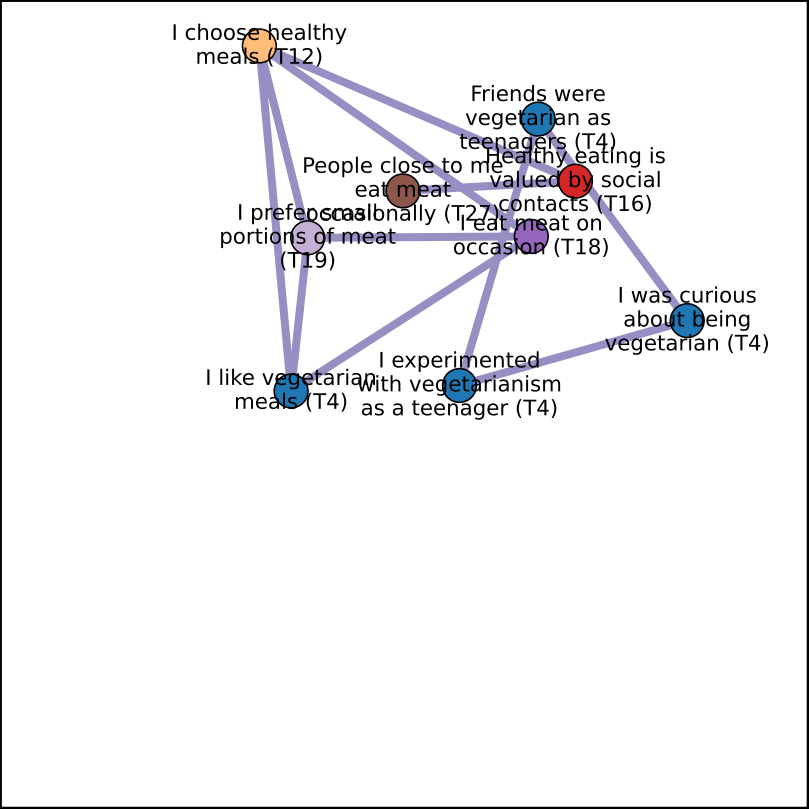 I choose healthy
meals (T12)
Friends were
vegetarian as
teenagers (T4)
Healthy eating is
valued by social
contacts (T16)
People close to me
eat meat
occasionally (T27)
I prefer small
portions of meat
(T19)
I eat meat on
occasion (T18)
I was curious
about being
vegetarian (T4)
I like vegetarian
meals (T4)
I experimented
with vegetarianism
as a teenager (T4)